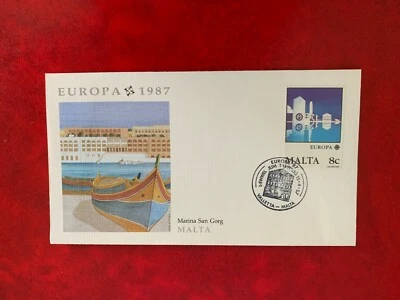 EUROPA 1987
EUROPA
MALTA 8c
VALLETTA - MALTA
Marina San Gorg
MALTA